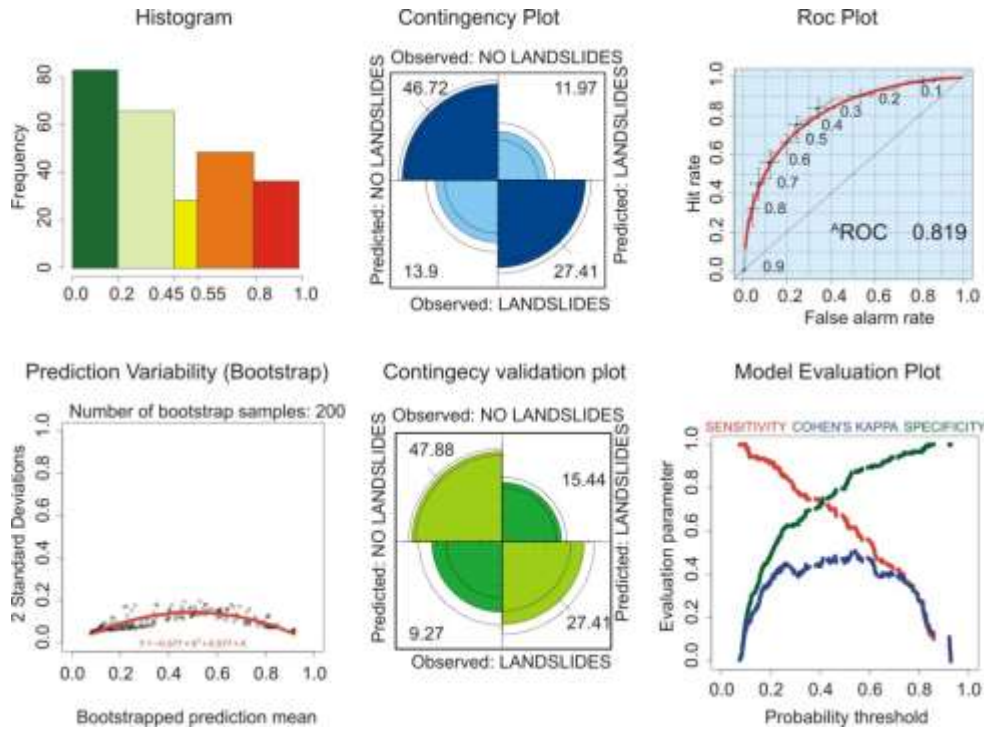 Histogram
Frequency
80
60
40
20
0
0.0 0.2 0.45 0.55 0.8 1.0
Contingency Plot
Observed: NO LANDSLIDES
Predicted: NO LANDSLIDES
46.72 11.97
13.9 27.41
Predicted: LANDSLIDES
Observed: LANDSLIDES
Roc Plot
Hit rate
1.0
0.8
0.6
0.4
0.2
0.0
0.1
0.2
0.3
0.4
0.5
0.6
0.7
0.8
0.9
AROC 0.819
0.0 0.2 0.4 0.6 0.8 1.0
False alarm rate
Prediction Variability (Bootstrap)
Number of bootstrap samples: 200
2 Standard Deviations
1.0
0.8
0.6
0.4
0.2
0.0
0.0 0.2 0.4 0.6 0.8 1.0
Bootstrapped prediction mean
Contingecy validation plot
Observed: NO LANDSLIDES
Predicted: NO LANDSLIDES
47.88 15.44
9.27 27.41
Predicted: LANDSLIDES
Observed: LANDSLIDES
Model Evaluation Plot
SENSITIVITY COHEN'S KAPPA SPECIFICITY
Evaluation parameter
1.0
0.8
0.6
0.4
0.2
0.0
0.0 0.2 0.4 0.6 0.8 1.0
Probability threshold